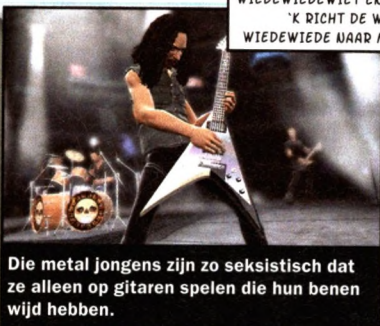 WIEDEWIEDEWIET EN
'K RICHT DE W
WIEDEWIEDE NAAR M
Die metal jongens zijn zo seksistisch dat
ze alleen op gitaren spelen die hun benen
wijd hebben.